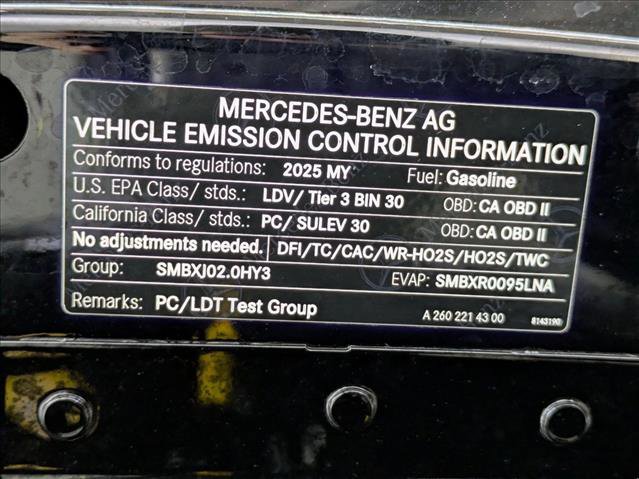 MERCEDES-BENZ AG
VEHICLE EMISSION CONTROL INFORMATION
Conforms to regulations: 2025 MY Fuel: Gasoline
U.S. EPA Class/ stds.: LDV/ Tier 3 BIN 30 OBD: CA OBD II
California Class/ stds.: PC/ SULEV 30 OBD: CA OBD II
No adjustments needed. DFI/TC/CAC/WR-HO2S/HO2S/TWC
Group: SMBXJ02.0HY3 EVAP: SMBXR0095LNA
Remarks: PC/LDT Test Group A 260 221 43 00 8143190